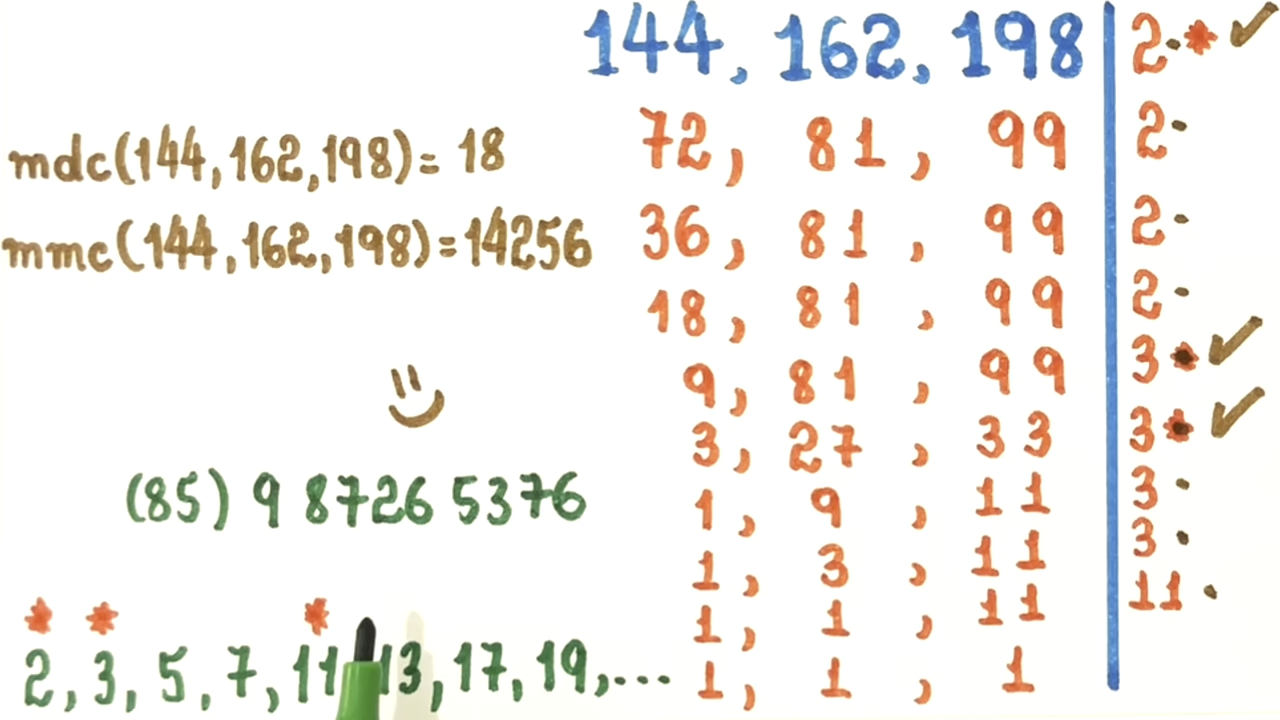 144, 162, 198 | 2
mdc(144,162,198)= 18
mmc(144,162,198)=14256
72, 81, 99 | 2
36, 81, 99 | 2
18, 81, 99 | 2
9, 81, 99 | 3
3, 27, 33 | 3
1, 9, 11 | 3
1, 3, 11 | 3
1, 1, 11 | 11
1, 1, 1
(85) 9 8726 5376
2, 3, 5, 7, 11 13, 17, 19, ...